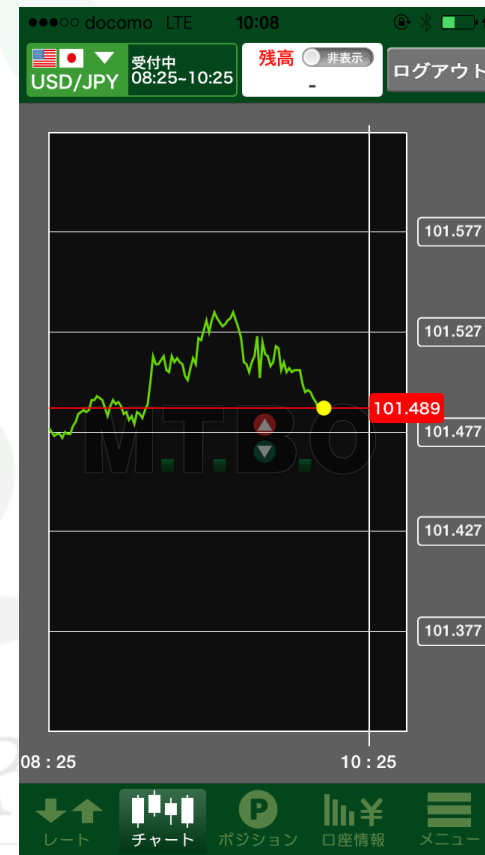 docomo LTE 10:08
USD/JPY
受付中
08:25~10:25
残高 非表示
-
ログアウト
101.577
101.527
101.489
101.477
M.T.B.O
101.427
101.377
08 : 25 10 : 25
P
レート チャート ポジション 口座情報 メニュー